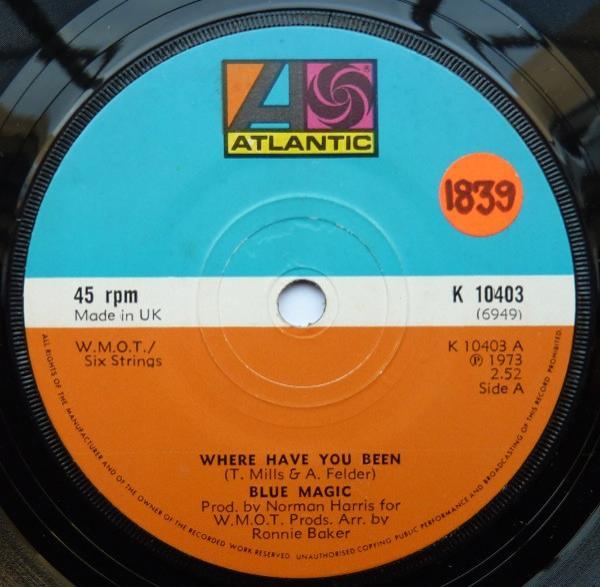 ATLANTIC
®
1839
45 rpm
Made in UK
K 10403
(6949)
W.M.O.T./
Six Strings
K 10403 A
℗ 1973
2.52
Side A
WHERE HAVE YOU BEEN
(T. Mills & A. Felder)
BLUE MAGIC
Prod. by Norman Harris for
W.M.O.T. Prods. Arr. by
Ronnie Baker
ALL RIGHTS OF THE MANUFACTURER AND OF THE OWNER OF THE RECORDED WORK RESERVED. UNAUTHORISED COPYING PUBLIC PERFORMANCE AND BROADCASTING OF THIS RECORD PROHIBITED.